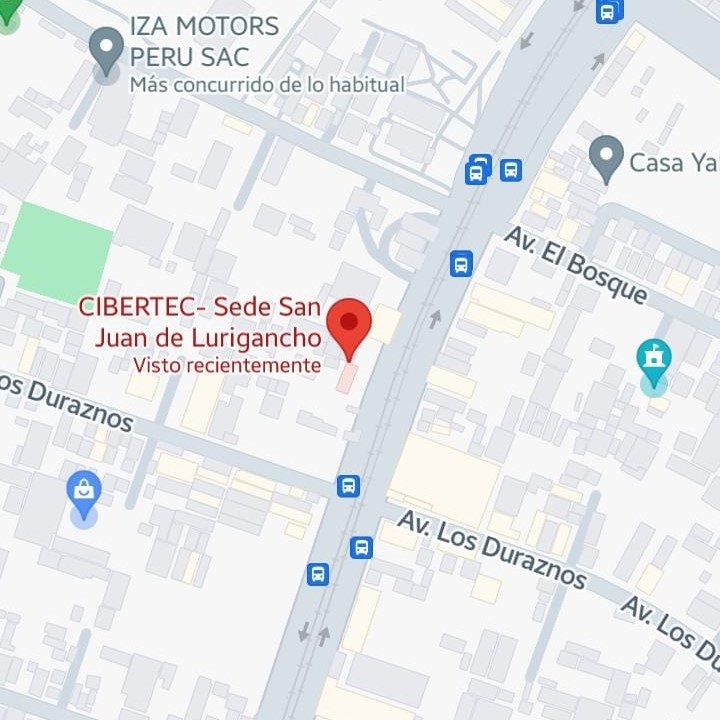 IZA MOTORS
PERU SAC
Más concurrido de lo habitual
Casa Yal
Av. El Bosque
CIBERTEC- Sede San
Juan de Lurigancho
Visto recientemente
os Duraznos
Av. Los Duraznos
Av. Los Du